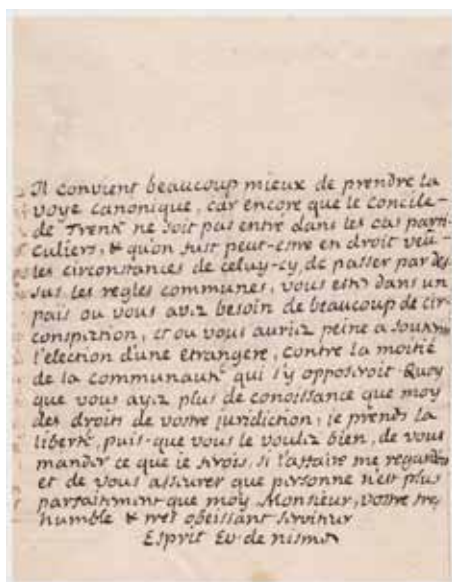 Il convient beaucoup mieux de prendre la
voye canonique, car encore que le concile
de Trente ne soit pas entré dans les cas parti-
culiers, & qu'on fust peut-estre en droit veu
les circonstances de celuy-cy, de passer par des
sus les regles communes, vous estes dans un
pais ou vous avez besoin de beaucoup de cir-
conspection, et ou vous auriez peine a
l'election d'une etrangere, contre la moitié
de la communauté qui s'y opposeroit. Quoy
que vous ayez plus de conoissance que moy
des droits de vostre juridiction, ie prends la
liberté, puis-que vous le voulez bien, de vous
mander ce que ie ferois, si l'affaire me regardoit
et de vous assurer que personne n'est plus
parfaitement que moy Monsieur, vostre tres
humble & tres obeissant serviteur
Esprit Ev. de nismes